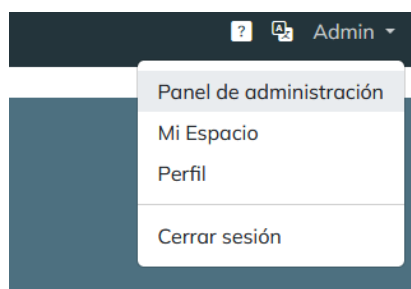 ? Admin
Panel de administración
Mi Espacio
Perfil
Cerrar sesión